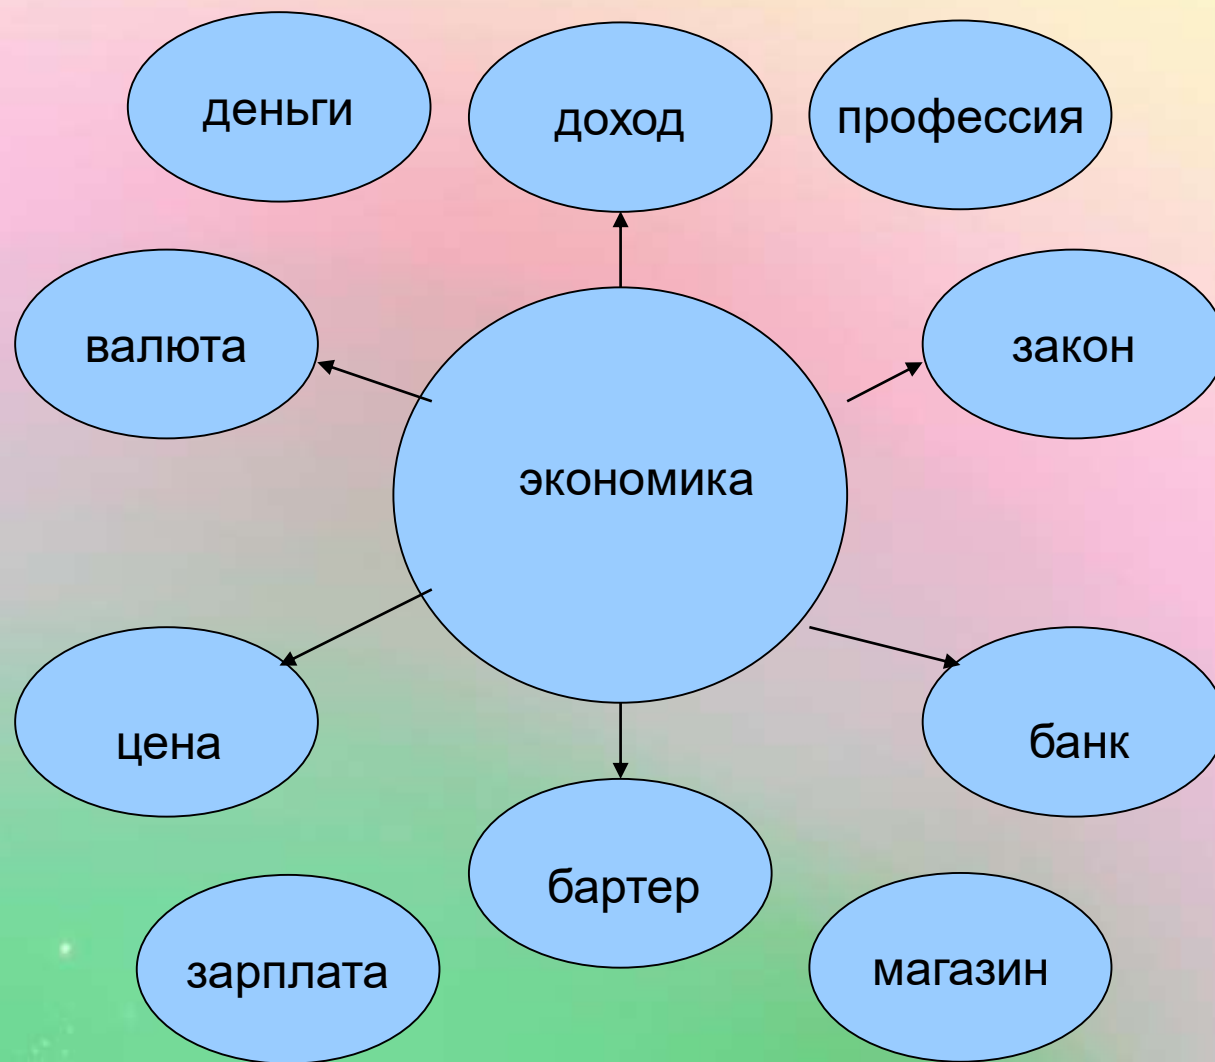 деньги
доход
профессия
валюта
закон
экономика
цена
банк
бартер
зарплата
магазин